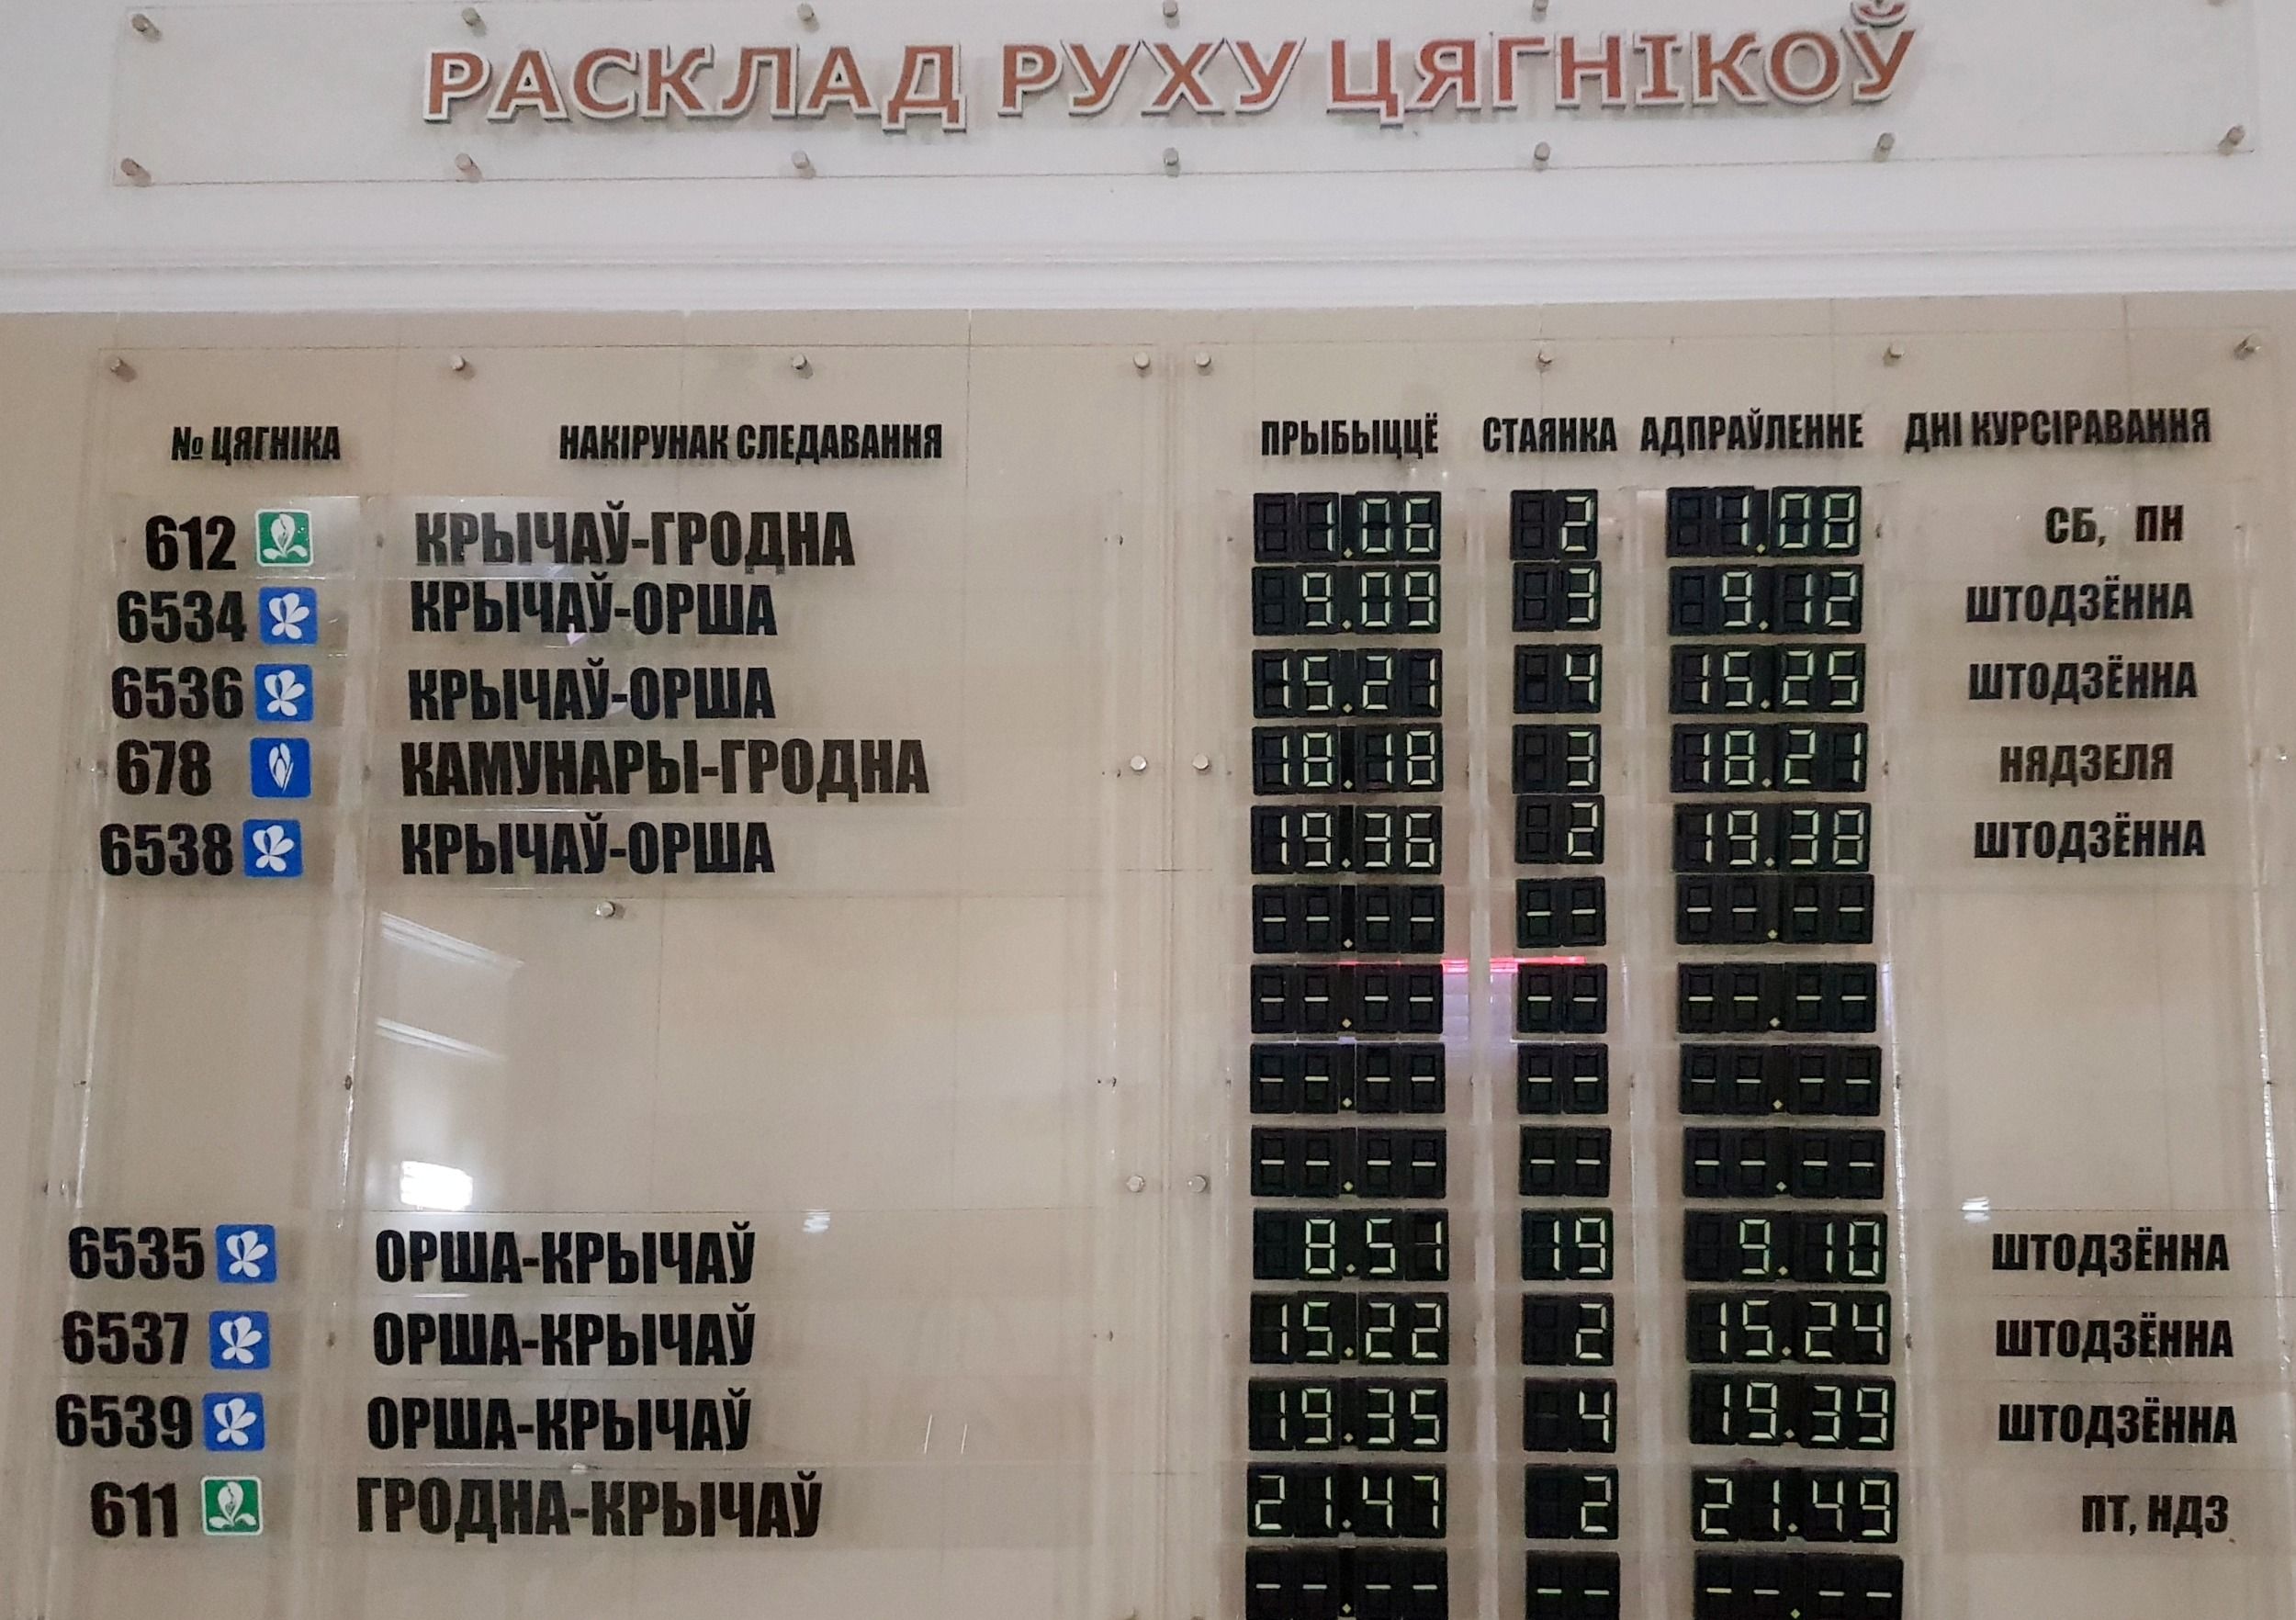 РАСКЛАД РУХУ ЦЯГНІКОЎ
№ ЦЯГНІКА НАКІРУНАК СЛЕДАВАННЯ ПРЫБЫЦЦЁ СТАЯНКА АДПРАЎЛЕННЕ ДНІ КУРСІРАВАННЯ
612 КРЫЧАЎ-ГРОДНА 1.06 2 1.08 СБ, ПН
6534 КРЫЧАЎ-ОРША 9.09 3 9.12 ШТОДЗЁННА
6536 КРЫЧАЎ-ОРША 15.21 4 15.25 ШТОДЗЁННА
678 КАМУНАРЫ-ГРОДНА 18.18 3 18.21 НЯДЗЕЛЯ
6538 КРЫЧАЎ-ОРША 19.36 2 19.38 ШТОДЗЁННА
--.-- -- --.--
--.-- -- --.--
--.-- -- --.--
--.-- -- --.--
6535 ОРША-КРЫЧАЎ 8.51 19 9.10 ШТОДЗЁННА
6537 ОРША-КРЫЧАЎ 15.22 2 15.24 ШТОДЗЁННА
6539 ОРША-КРЫЧАЎ 19.35 4 19.39 ШТОДЗЁННА
611 ГРОДНА-КРЫЧАЎ 21.47 2 21.49 ПТ, НДЗ
--.-- -- --.--